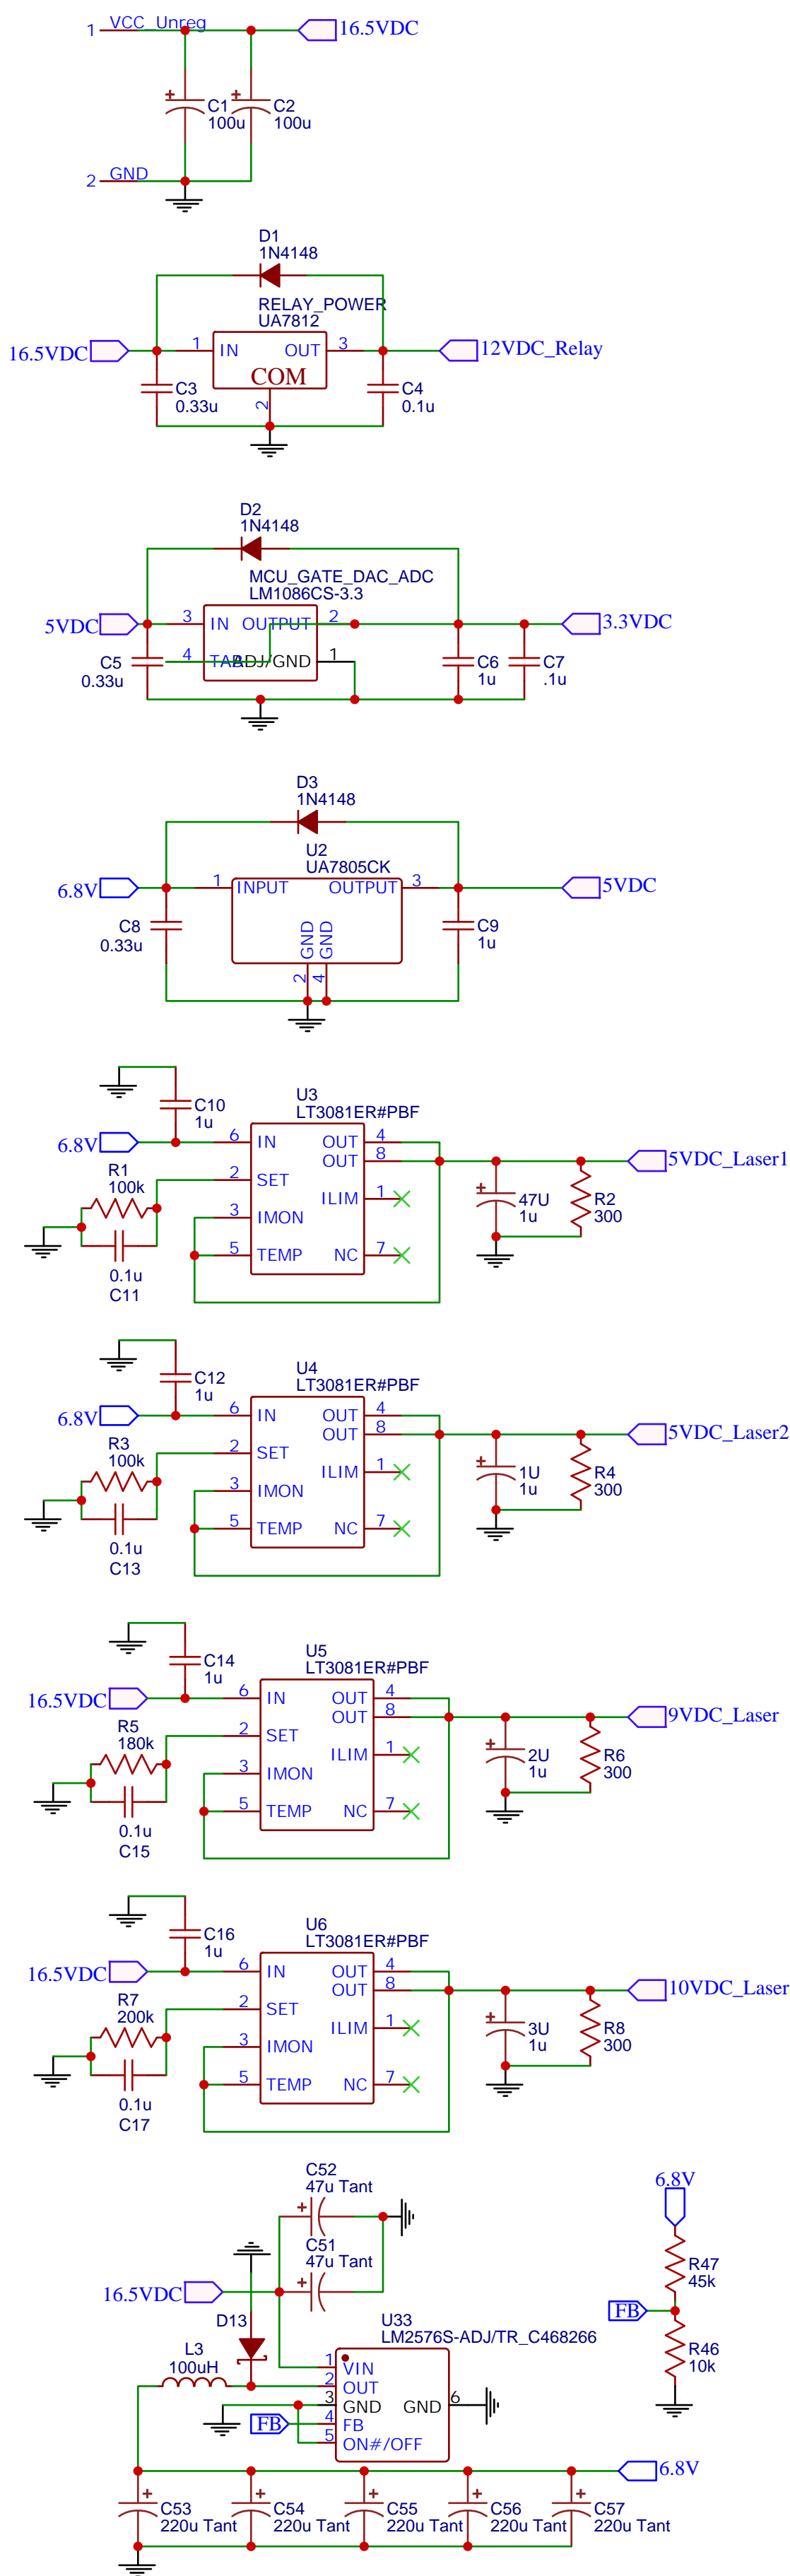 1 VCC_Unreg 16.5VDC
C1 C2
100u 100u
2 GND
D1
1N4148
RELAY_POWER
UA7812
16.5VDC 1 IN OUT 3 12VDC_Relay
COM
C3 2 C4
0.33u 0.1u
D2
1N4148
MCU_GATE_DAC_ADC
LM1086CS-3.3
5VDC 3 IN OUTPUT 2 3.3VDC
C5 4 TAB ADJ/GND 1 C6 C7
0.33u 1u .1u
D3
1N4148
U2
UA7805CK
6.8V 1 INPUT OUTPUT 3 5VDC
C8 GND GND C9
0.33u 2 4 1u
U3
LT3081ER#PBF
C10
1u
6.8V 6 IN OUT 4
OUT 8 5VDC_Laser1
R1 2 SET
100k
ILIM 1 47U R2
3 IMON 1u 300
5 TEMP NC 7
0.1u
C11
U4
LT3081ER#PBF
C12
1u
6.8V 6 IN OUT 4
OUT 8 5VDC_Laser2
R3 2 SET
100k
ILIM 1 1U R4
3 IMON 1u 300
5 TEMP NC 7
0.1u
C13
U5
LT3081ER#PBF
C14
1u
16.5VDC 6 IN OUT 4
OUT 8 9VDC_Laser
R5 2 SET
180k
ILIM 1 2U R6
3 IMON 1u 300
5 TEMP NC 7
0.1u
C15
U6
LT3081ER#PBF
C16
1u
16.5VDC 6 IN OUT 4
OUT 8 10VDC_Laser
R7 2 SET
200k
ILIM 1 3U R8
3 IMON 1u 300
5 TEMP NC 7
0.1u
C17
C52
47u Tant
6.8V
C51
47u Tant
R47
45k
16.5VDC
FB
D13
U33
LM2576S-ADJ/TR_C468266
L3
100uH
R46
10k
1 VIN
2 OUT
3 GND GND 6
FB 4 FB
5 ON#/OFF
6.8V
C53 C54 C55 C56 C57
220u Tant 220u Tant 220u Tant 220u Tant 220u Tant